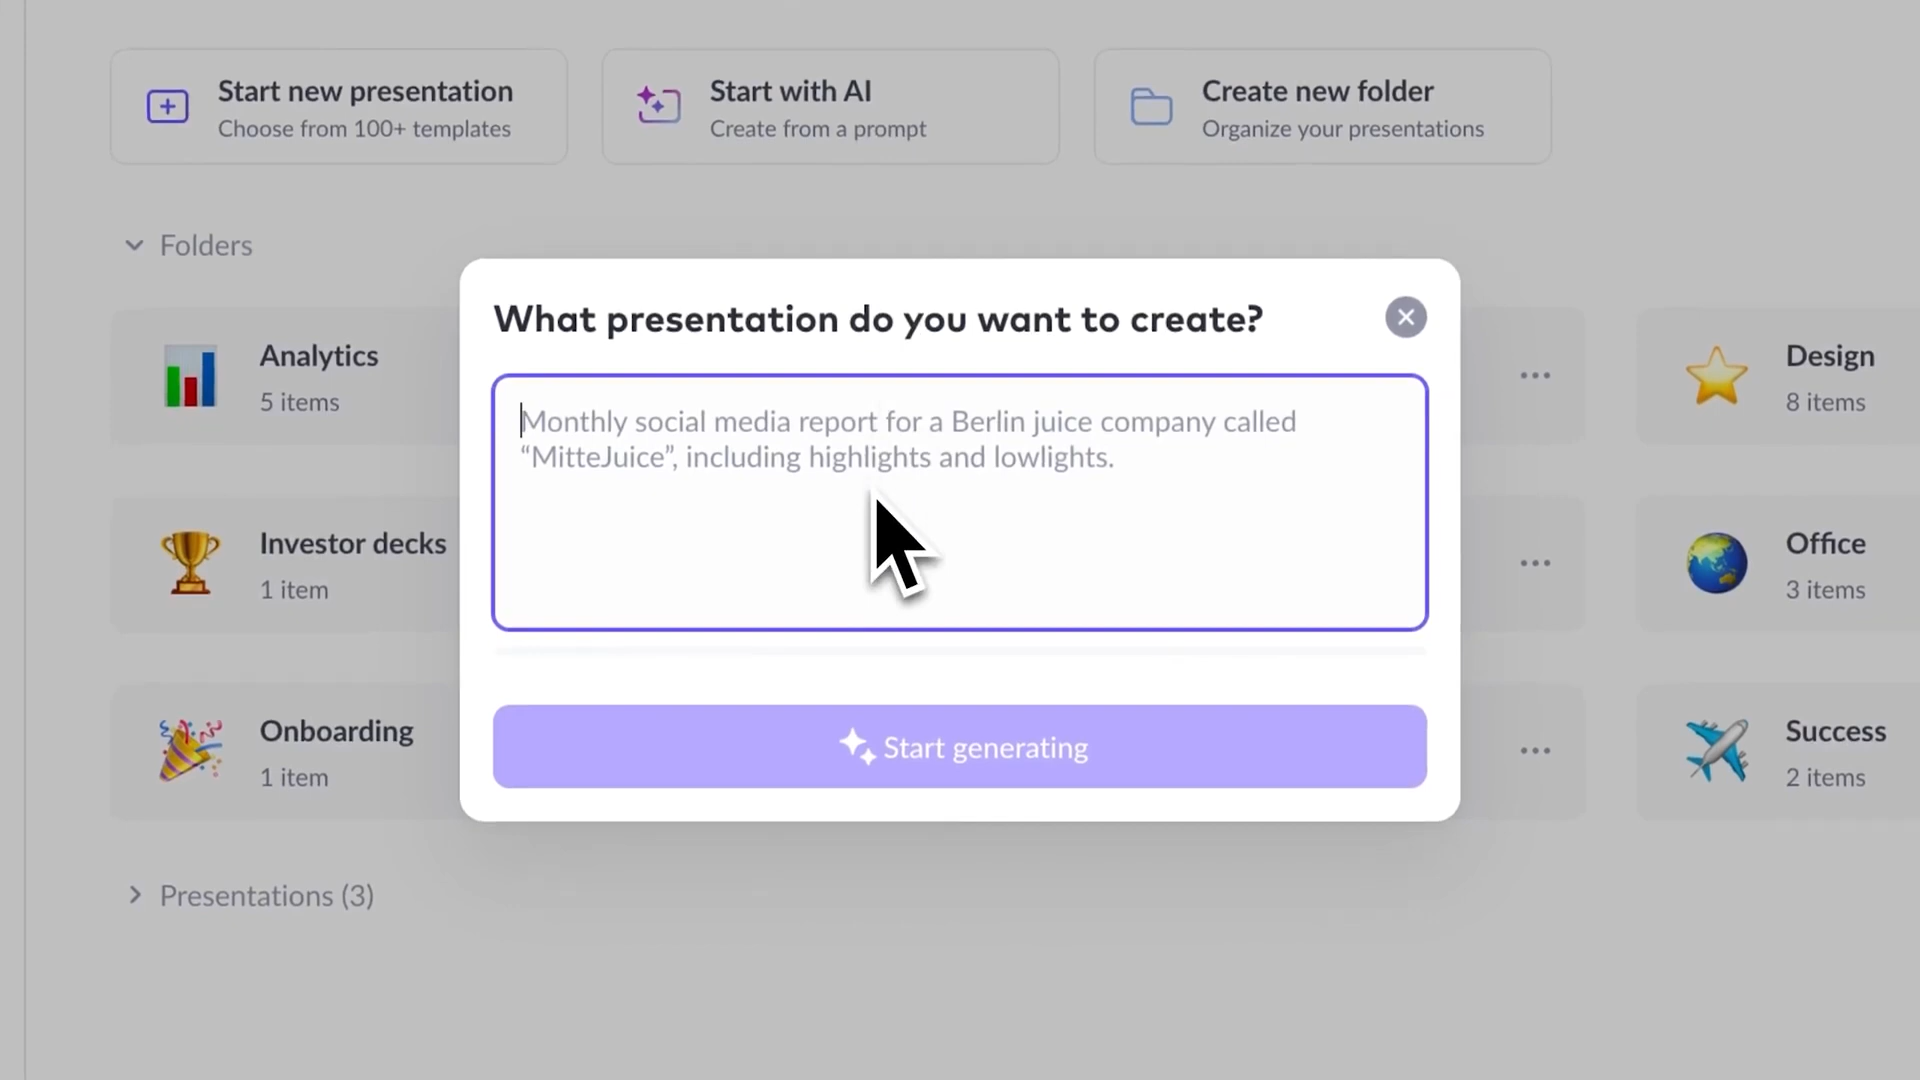 Start new presentation
Choose from 100+ templates
Start with AI
Create from a prompt
Create new folder
Organize your presentations
Folders
What presentation do you want to create?
Monthly social media report for a Berlin juice company called
“MitteJuice”, including highlights and lowlights.
Start generating
Analytics
5 items
Design
8 items
Investor decks
1 item
Office
3 items
Onboarding
1 item
Success
2 items
Presentations (3)